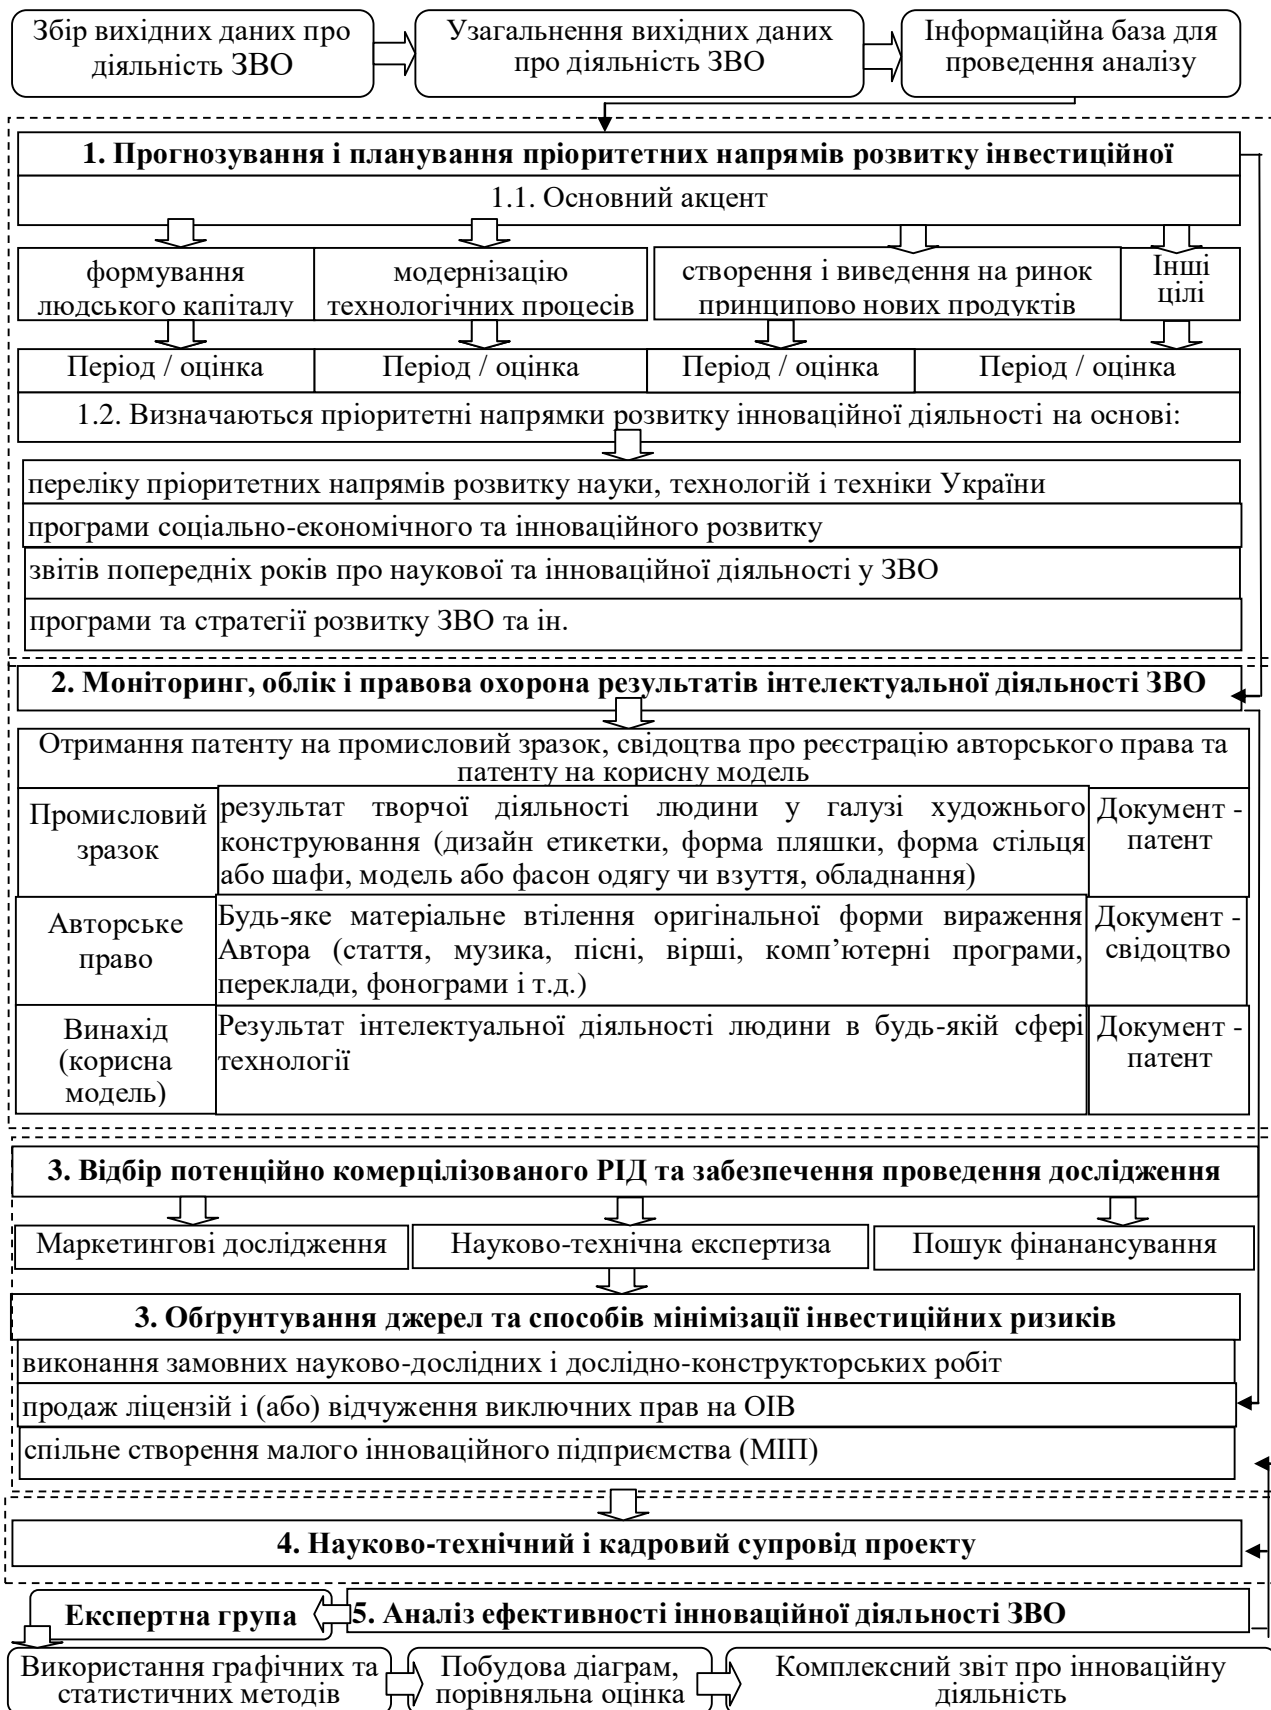 Збір вихідних даних про
діяльність ЗВО
Узагальнення вихідних даних
про діяльність ЗВО
Інформаційна база для
проведення аналізу
1. Прогнозування і планування пріоритетних напрямів розвитку інвестиційної
1.1. Основний акцент
формування
людського капіталу
модернізацію
технологічних процесів
створення і виведення на ринок
принципово нових продуктів
Інші
цілі
Період / оцінка
Період / оцінка
Період / оцінка
Період / оцінка
1.2. Визначаються пріоритетні напрямки розвитку інноваційної діяльності на основі:
переліку пріоритетних напрямів розвитку науки, технологій і техніки України
програми соціально-економічного та інноваційного розвитку
звітів попередніх років про наукової та інноваційної діяльності у ЗВО
програми та стратегії розвитку ЗВО та ін.
2. Моніторинг, облік і правова охорона результатів інтелектуальної діяльності ЗВО
Отримання патенту на промисловий зразок, свідоцтва про реєстрацію авторського права та
патенту на корисну модель
Промисловий
зразок
результат творчої діяльності людини у галузі художнього
конструювання (дизайн етикетки, форма пляшки, форма стільця
або шафи, модель або фасон одягу чи взуття, обладнання)
Документ -
патент
Авторське
право
Будь-яке матеріальне втілення оригінальної форми вираження
Автора (стаття, музика, пісні, вірші, комп’ютерні програми,
переклади, фонограми і т.д.)
Документ -
свідоцтво
Винахід
(корисна
модель)
Результат інтелектуальної діяльності людини в будь-якій сфері
технології
Документ -
патент
3. Відбір потенційно комерцілізованого РІД та забезпечення проведення дослідження
Маркетингові дослідження
Науково-технічна експертиза
Пошук фінанансування
3. Обґрунтування джерел та способів мінімізації інвестиційних ризиків
виконання замовних науково-дослідних і дослідно-конструкторських робіт
продаж ліцензій і (або) відчуження виключних прав на ОІВ
спільне створення малого інноваційного підприємства (МІП)
4. Науково-технічний і кадровий супровід проекту
Експертна група
5. Аналіз ефективності інноваційної діяльності ЗВО
Використання графічних та
статистичних методів
Побудова діаграм,
порівняльна оцінка
Комплексний звіт про інноваційну
діяльність